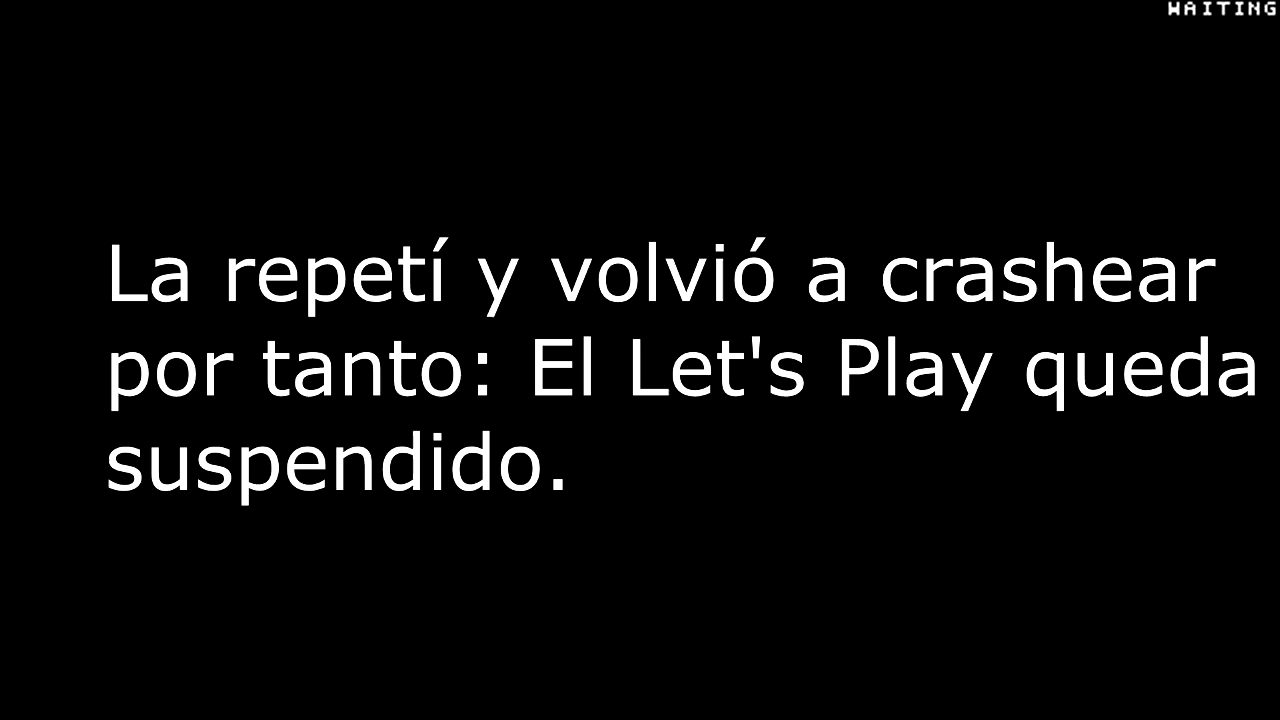 WAITING
La repetí y volvió a crashear
por tanto: El Let's Play queda
suspendido.